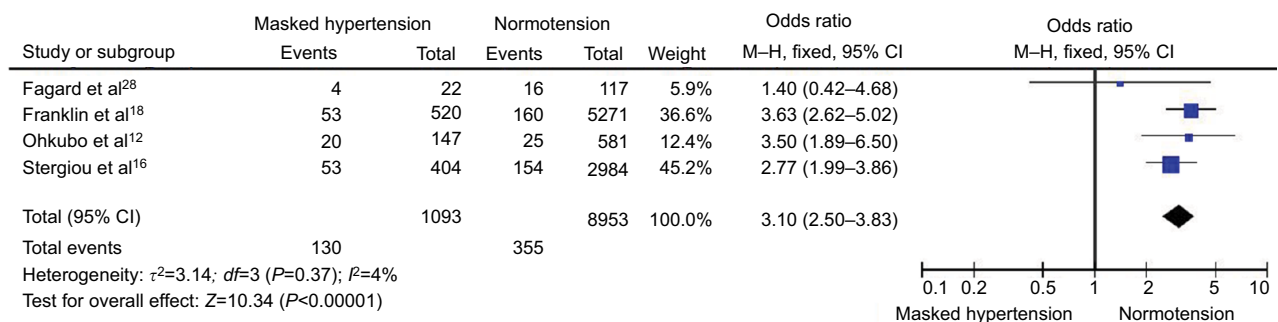 Masked hypertension Normotension Odds ratio Odds ratio
Study or subgroup Events Total Events Total Weight M–H, fixed, 95% CI M–H, fixed, 95% CI
Fagard et al28 4 22 16 117 5.9% 1.40 (0.42–4.68)
Franklin et al18 53 520 160 5271 36.6% 3.63 (2.62–5.02)
Ohkubo et al12 20 147 25 581 12.4% 3.50 (1.89–6.50)
Stergiou et al16 53 404 154 2984 45.2% 2.77 (1.99–3.86)
Total (95% CI) 1093 8953 100.0% 3.10 (2.50–3.83)
Total events 130 355
Heterogeneity: τ2=3.14; df=3 (P=0.37); I2=4%
Test for overall effect: Z=10.34 (P<0.00001)
0.1 0.2 0.5 1 2 5 10
Masked hypertension Normotension